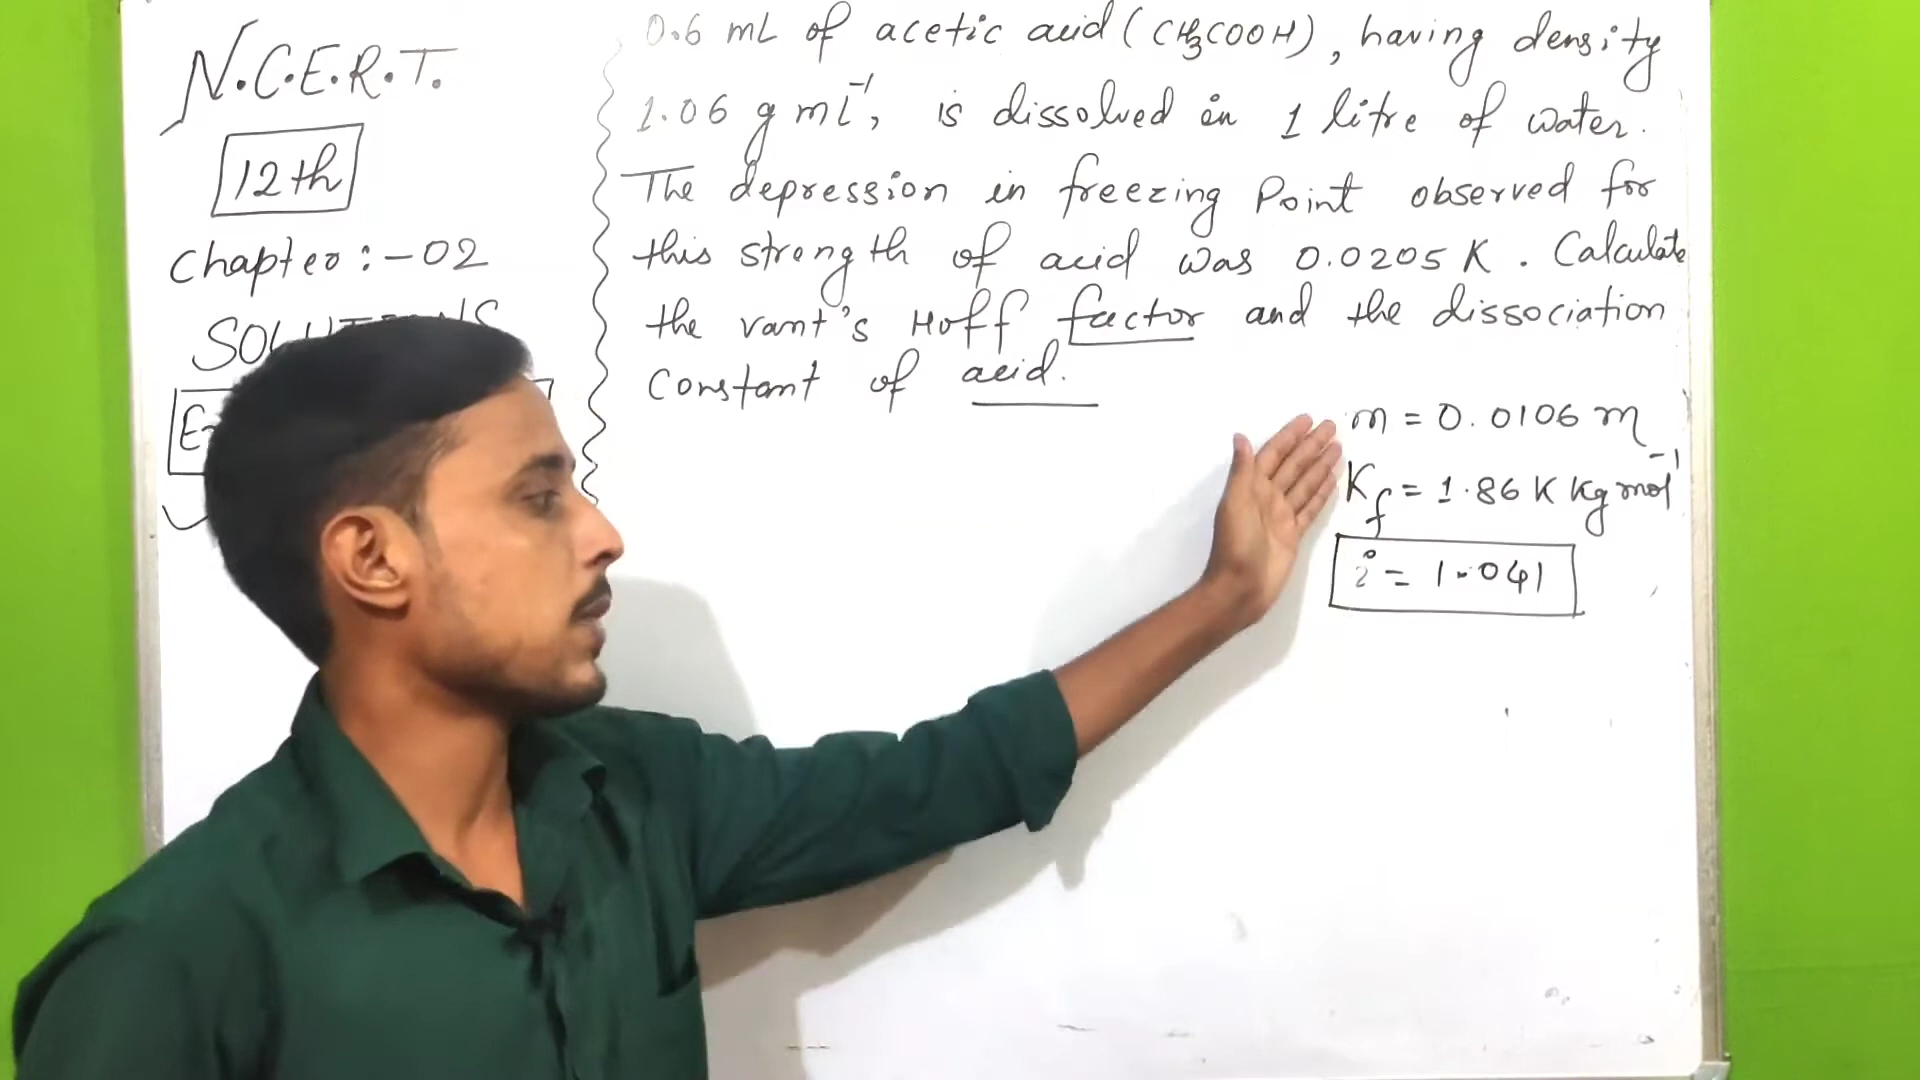 N.C.E.R.T.
12th
Chapter :- 02
0.6 mL of acetic acid (CH3COOH), having density
1.06 g mL⁻¹, is dissolved in 1 litre of water.
The depression in freezing Point observed for
this strength of acid was 0.0205 K. Calculate
the vant's Hoff factor and the dissociation
Constant of acid.
m = 0.0106 m
Kf = 1.86 K Kg mol⁻¹
i = 1.041